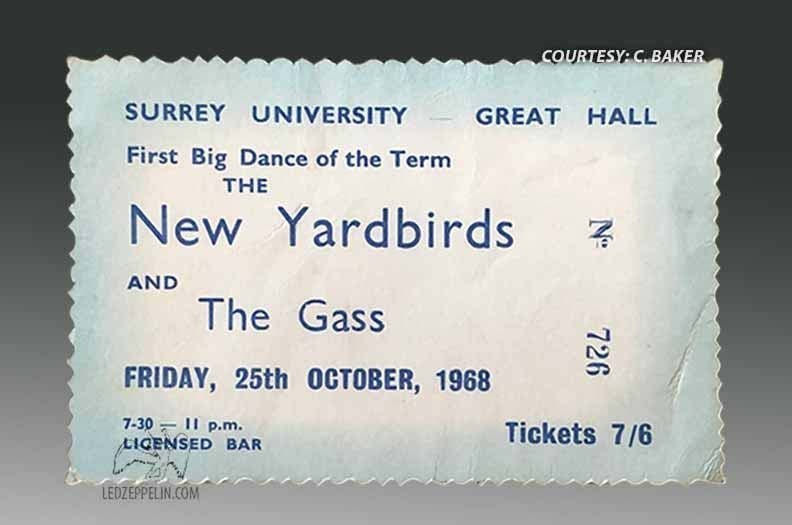 COURTESY: C. BAKER
SURREY UNIVERSITY — GREAT HALL
First Big Dance of the Term
THE
New Yardbirds
AND
The Gass
FRIDAY, 25th OCTOBER, 1968
7-30 — 11 p.m.
LICENSED BAR
Tickets 7/6
No. 726
LEDZEPPELIN.COM